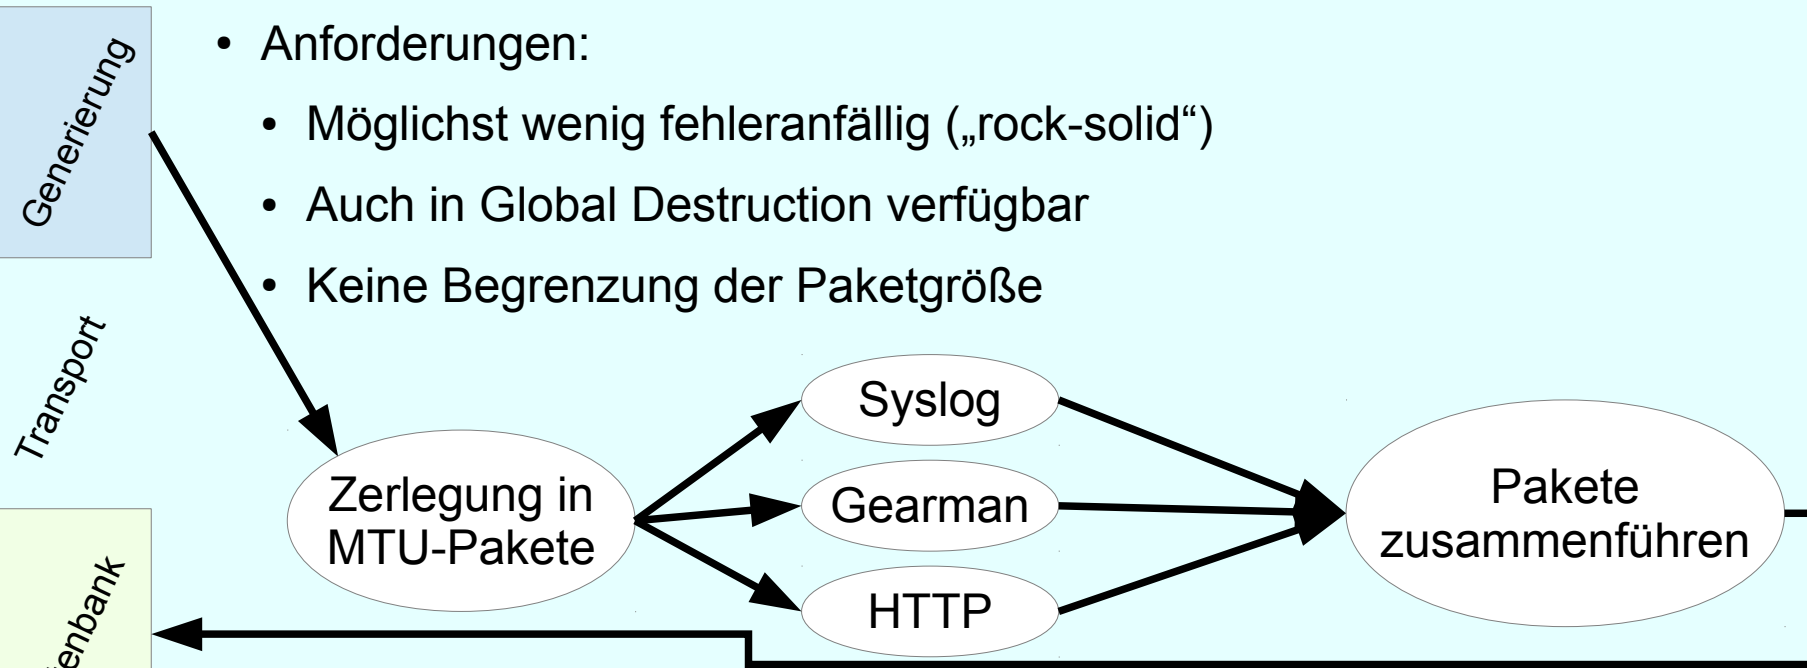 Generierung
• Anforderungen:
• Möglichst wenig fehleranfällig („rock-solid“)
• Auch in Global Destruction verfügbar
• Keine Begrenzung der Paketgröße
Transport
Syslog
Zerlegung in
MTU-Pakete
Gearman
HTTP
Pakete
zusammenführen